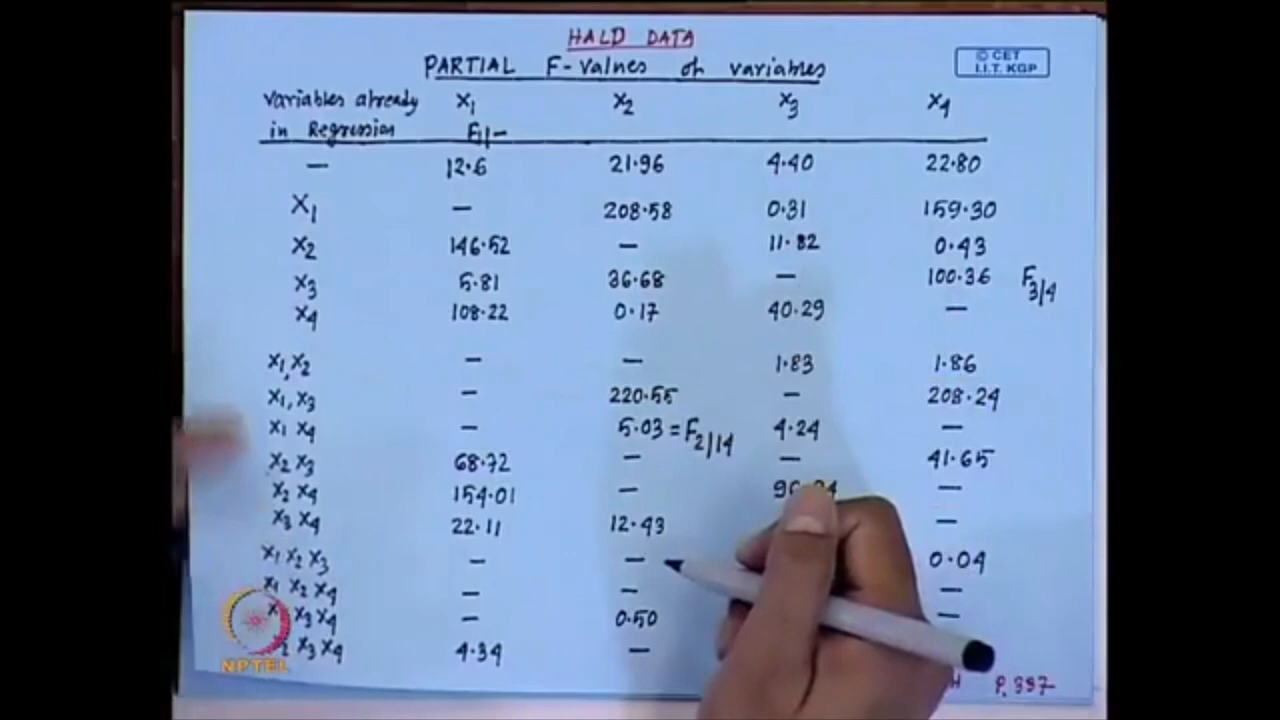 HALD DATA
PARTIAL F-Values of variables
© CET
I.I.T. KGP
Variables already in Regression X1 X2 X3 X4
F1|-
— 12.6 21.96 4.40 22.80
X1 — 208.58 0.31 159.30
X2 146.52 — 11.82 0.43
X3 5.81 36.68 — 100.36 F3/4
X4 108.22 0.17 40.29 —
X1, X2 — — 1.83 1.86
X1, X3 — 220.55 — 208.24
X1 X4 — 5.03 = F2/14 4.24 —
X2 X3 68.72 — — 41.65
X2 X4 154.01 — —
X3 X4 22.11 12.43 —
X1 X2 X3 — — 0.04
X1 X2 X4 — — —
X3 X4 — 0.50 —
X3 X4 4.34 —
NPTEL
P. 337